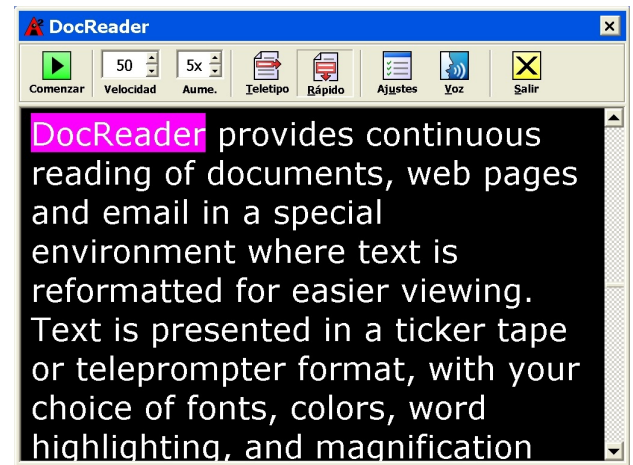 DocReader
50 5x
Comenzar Velocidad Aume. Teletipo Rápido Ajustes Voz Salir
DocReader provides continuous
reading of documents, web pages
and email in a special
environment where text is
reformatted for easier viewing.
Text is presented in a ticker tape
or teleprompter format, with your
choice of fonts, colors, word
highlighting, and magnification